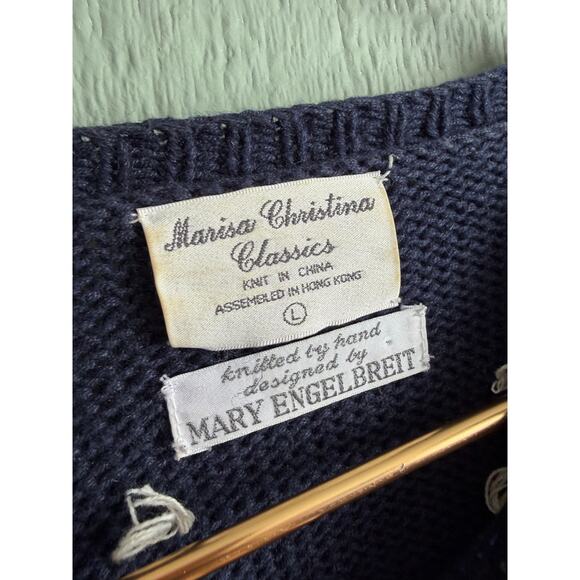 Marisa Christina
Classics
KNIT IN CHINA
ASSEMBLED IN HONG KONG
L
knitted by hand
designed by
MARY ENGELBREIT